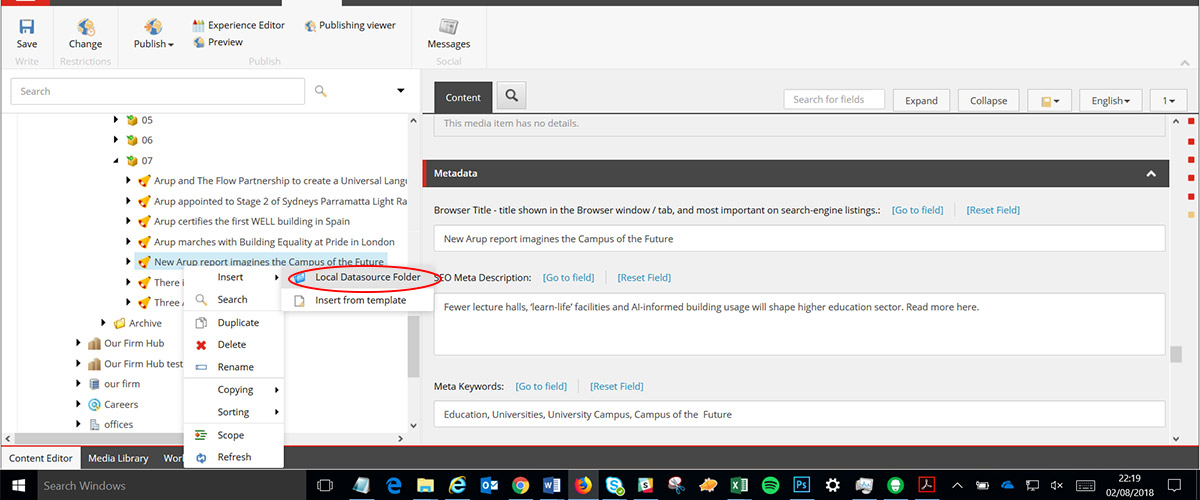 Save
Write
Change
Restrictions
Publish
Experience Editor
Preview
Publishing viewer
Publish
Messages
Social
Search
05
06
07
Arup and The Flow Partnership to create a Universal Langu
Arup appointed to Stage 2 of Sydneys Parramatta Light Ra
Arup certifies the first WELL building in Spain
Arup marches with Building Equality at Pride in London
New Arup report imagines the Campus of the Future
There i
Three A
Archive
Our Firm Hub
Our Firm Hub test
our firm
Careers
offices
Insert
Search
Duplicate
Delete
Rename
Copying
Sorting
Scope
Refresh
Local Datasource Folder
Insert from template
Content Editor
Media Library
Work
Content
Search for fields
Expand
Collapse
English
1
This media item has no details.
Metadata
Browser Title - title shown in the Browser window / tab, and most important on search-engine listings.: [Go to field] [Reset Field]
New Arup report imagines the Campus of the Future
SEO Meta Description: [Go to field] [Reset Field]
Fewer lecture halls, ‘learn-life’ facilities and AI-informed building usage will shape higher education sector. Read more here.
Meta Keywords: [Go to field] [Reset Field]
Education, Universities, University Campus, Campus of the  Future
Search Windows
22:19
02/08/2018